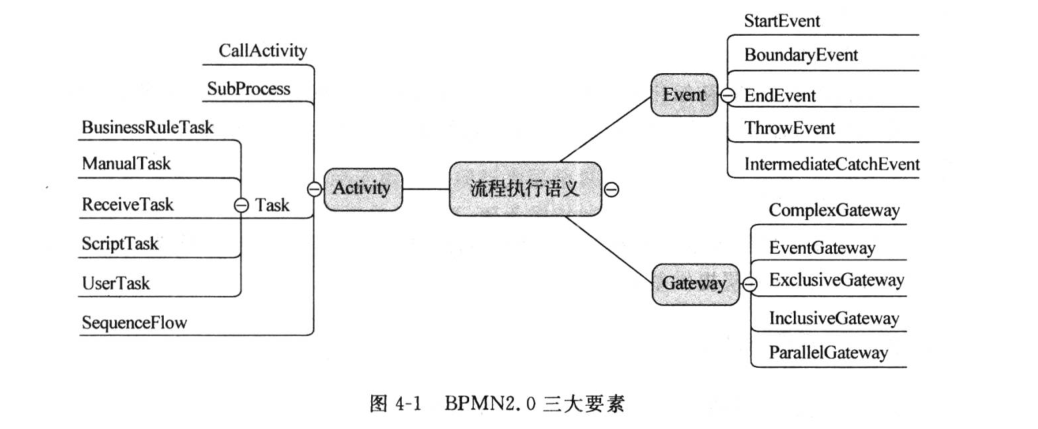 CallActivity
SubProcess
BusinessRuleTask
ManualTask
ReceiveTask
ScriptTask
UserTask
Task
SequenceFlow
Activity
流程执行语义
Event
StartEvent
BoundaryEvent
EndEvent
ThrowEvent
IntermediateCatchEvent
Gateway
ComplexGateway
EventGateway
ExclusiveGateway
InclusiveGateway
ParallelGateway
图 4-1 BPMN2.0 三大要素